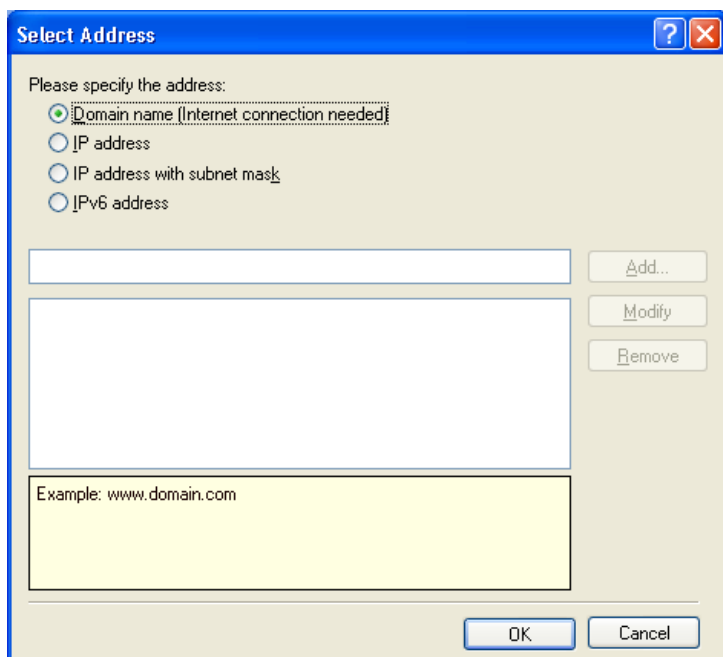 Select Address
Please specify the address:
Domain name (Internet connection needed)
IP address
IP address with subnet mask
IPv6 address
Add...
Modify
Remove
Example: www.domain.com
OK
Cancel